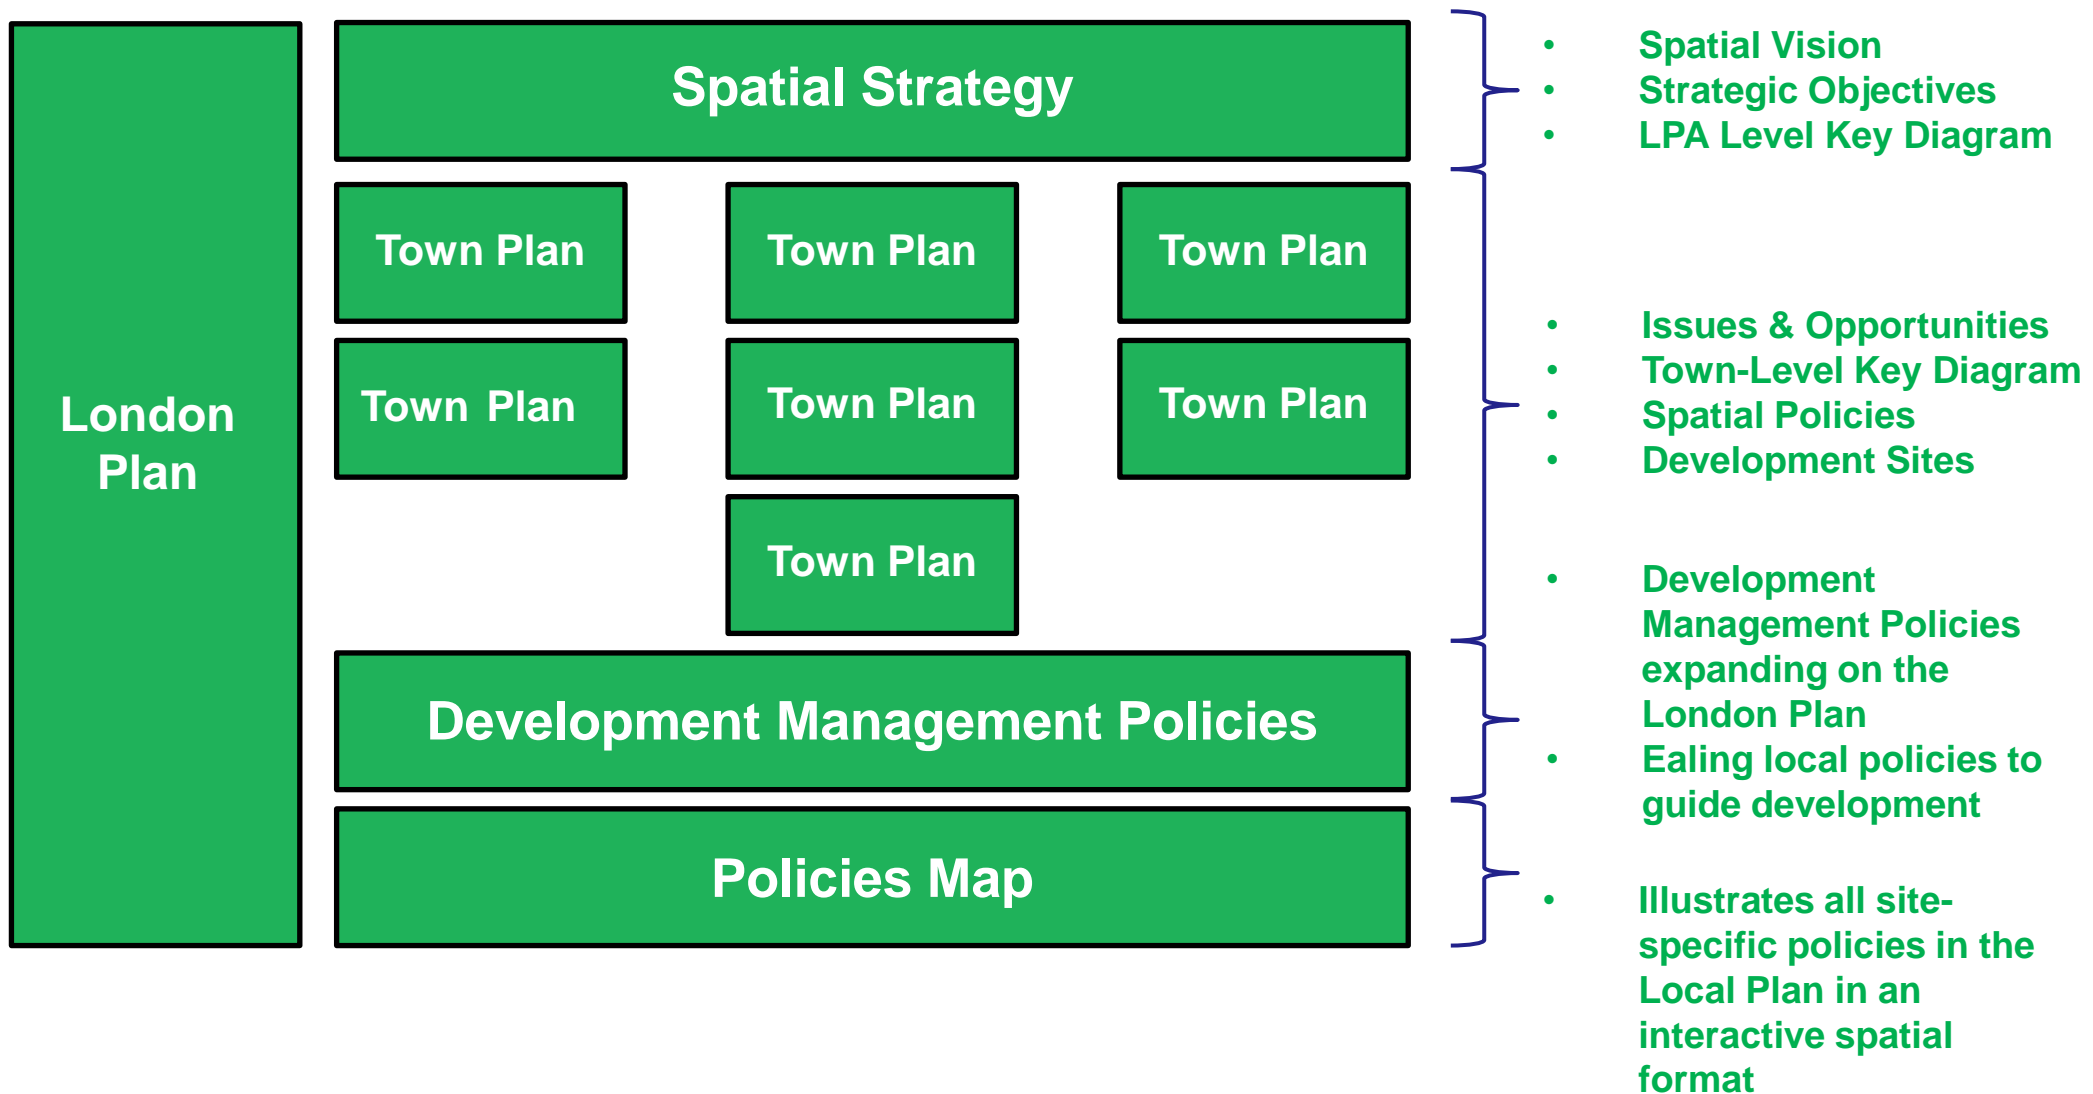 London
Plan
Spatial Strategy
Town Plan
Town Plan
Town Plan
Town Plan
Town Plan
Town Plan
Town Plan
Development Management Policies
Policies Map
• Spatial Vision
• Strategic Objectives
• LPA Level Key Diagram
• Issues & Opportunities
• Town-Level Key Diagram
• Spatial Policies
• Development Sites
• Development
Management Policies
expanding on the
London Plan
• Ealing local policies to
guide development
• Illustrates all site-
specific policies in the
Local Plan in an
interactive spatial
format